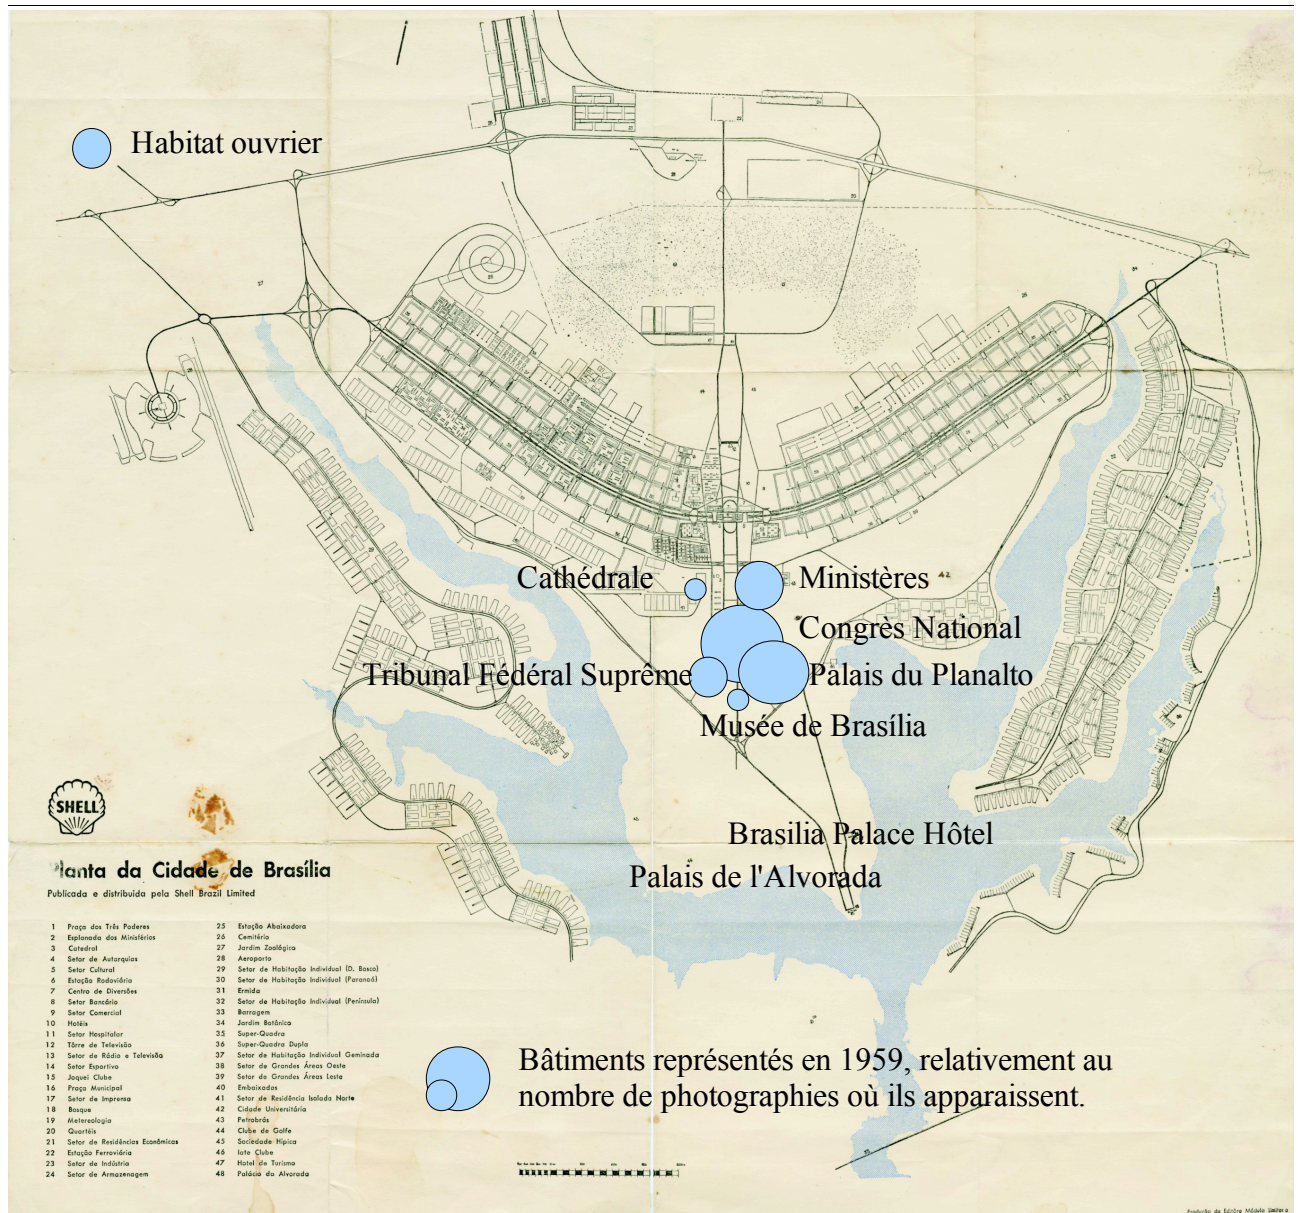 Habitat ouvrier
Cathédrale
Ministères
42
Congrès National
Tribunal Fédéral Suprême
Palais du Planalto
Musée de Brasília
Brasilia Palace Hôtel
Palais de l'Alvorada
SHELL
Planta da Cidade de Brasília
Publicada e distribuida pela Shell Brazil Limited
1 Praça dos Três Poderes
2 Esplanada dos Ministérios
3 Catedral
4 Setor de Autarquias
5 Setor Cultural
6 Estação Rodoviária
7 Centro de Diversões
8 Setor Bancário
9 Setor Comercial
10 Hotéis
11 Setor Hospitalar
12 Tôrre de Televisão
13 Setor de Rádio e Televisão
14 Setor Esportivo
15 Joquei Clube
16 Praça Municipal
17 Setor de Imprensa
18 Bosque
19 Metereologia
20 Quartéis
21 Setor de Residências Econômicas
22 Estação Ferroviária
23 Setor de Indústria
24 Setor de Armazenagem
25 Estação Abaixadora
26 Cemitério
27 Jardim Zoológico
28 Aeroporto
29 Setor de Habitação Individual (D. Bosco)
30 Setor de Habitação Individual (Paranoá)
31 Ermida
32 Setor de Habitação Individual (Península)
33 Barragem
34 Jardim Botânico
35 Super-Quadra
36 Super-Quadra Dupla
37 Setor de Habitação Individual Geminada
38 Setor de Grandes Áreas Oeste
39 Setor de Grandes Áreas Leste
40 Embaixadas
41 Setor de Residência Isolada Norte
42 Cidade Universitária
43 Petrobrás
44 Clube de Golfe
45 Sociedade Hípica
46 Iate Clube
47 Hotel de Turismo
48 Palácio da Alvorada
Bâtiments représentés en 1959, relativement au
nombre de photographies où ils apparaissent.
Produção da Editôra Módulo Limitada